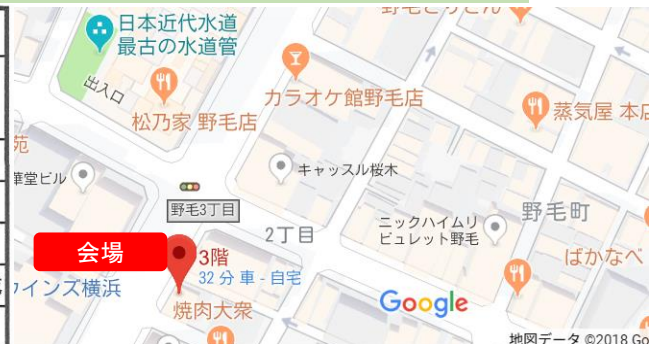 日本近代水道
最古の水道管
出入口
松乃家 野毛店
カラオケ館野毛店
蒸気屋 本店
キャッスル桜木
華堂ビル
野毛3丁目
2丁目
ニックハイムリ
ビュレット野毛
野毛町
会場
3階
32 分 車 - 自宅
ばかなべ
ウインズ横浜
焼肉大衆
Google
地図データ ©2018 Go